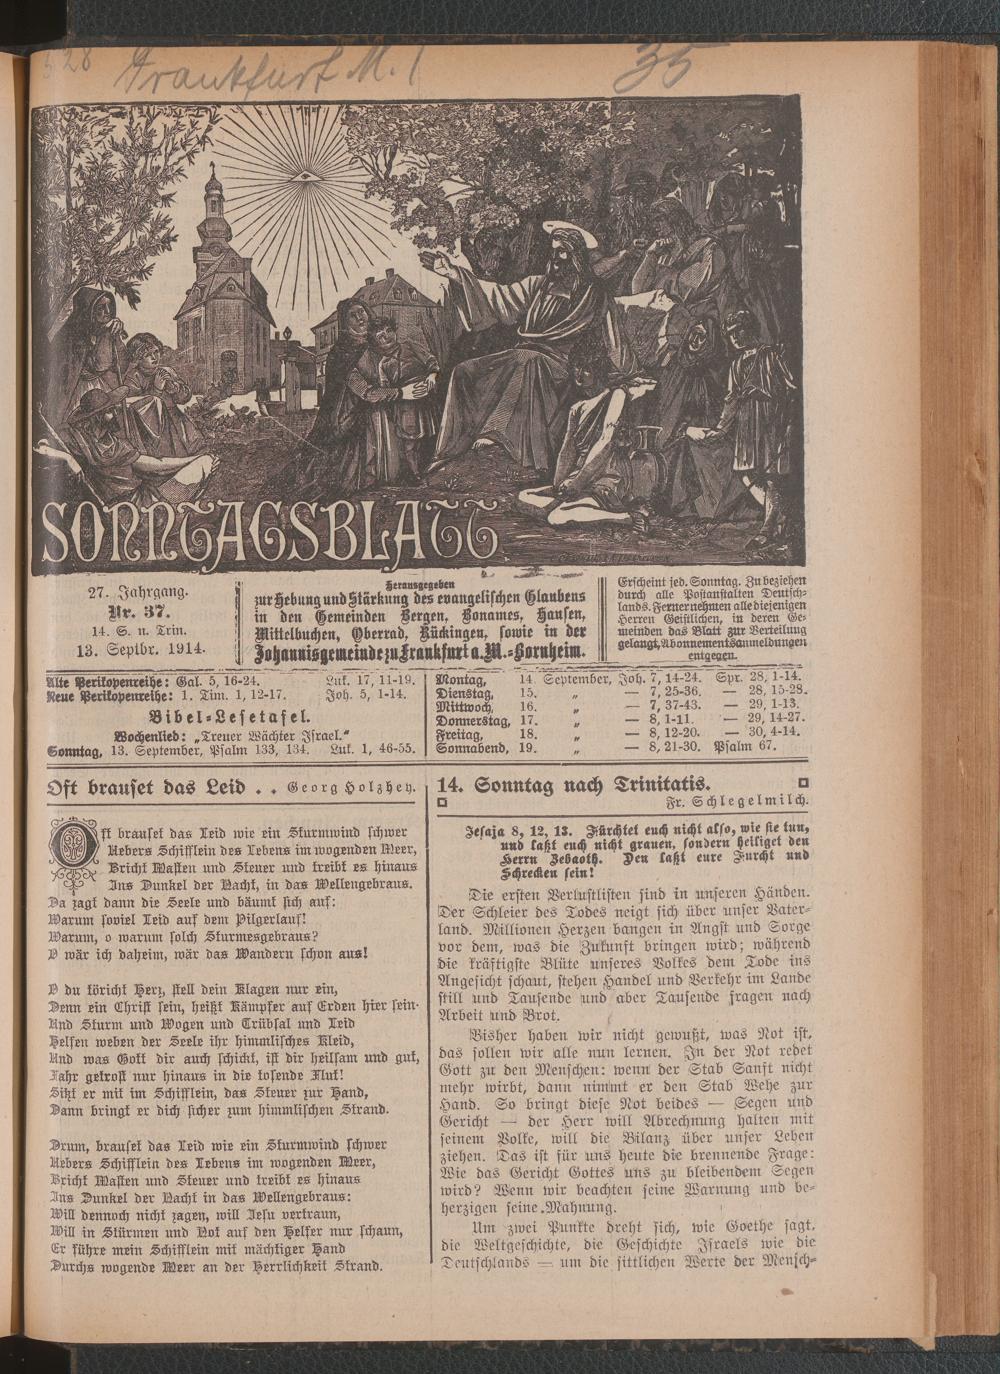 528 Frankfurt M. 1 35
SONNTAGSBLATT
27. Jahrgang.
Nr. 37.
14. S. n. Trin.
13. Septbr. 1914.
Herausgegeben
zur Hebung und Stärkung des evangelischen Glaubens
in den Gemeinden Bergen, Bonames, Hausen,
Mittelbuchen, Oberrad, Rückingen, sowie in der
Johannisgemeinde zu Frankfurt a. M.-Bornheim.
Erscheint jed. Sonntag. Zu beziehen
durch alle Postanstalten Deutsch-
lands. Ferner nehmen alle diejenigen
Herren Geistlichen, in deren Ge-
meinden das Blatt zur Verteilung
gelangt, Abonnementsanmeldungen
entgegen.
Alte Perikopenreihe: Gal. 5, 16-24. Luk. 17, 11-19.
Neue Perikopenreihe: 1. Tim. 1, 12-17. Joh. 5, 1-14.
Bibel-Lesetafel.
Wochenlied: „Treuer Wächter Israel."
Sonntag, 13. September, Psalm 133, 134. Luk. 1, 46-55.
Montag, 14. September, Joh. 7, 14-24. Spr. 28, 1-14.
Dienstag, 15. „ — 7, 25-36. — 28, 15-28.
Mittwoch, 16. „ — 7, 37-43. — 29, 1-13.
Donnerstag, 17. „ — 8, 1-11. — 29, 14-27.
Freitag, 18. „ — 8, 12-20. — 30, 4-14.
Sonnabend, 19. „ — 8, 21-30. Psalm 67.
Oft brauset das Leid . . Georg Holzhey.
Oft brauset das Leid wie ein Sturmwind schwer
Uebers Schifflein des Lebens im wogenden Meer,
Bricht Masten und Steuer und treibt es hinaus
Ins Dunkel der Nacht, in das Wellengebraus.
Da zagt dann die Seele und bäumt sich auf:
Warum soviel Leid auf dem Pilgerlauf!
Warum, o warum solch Sturmesgebraus?
O wär ich daheim, wär das Wandern schon aus!
O du töricht Herz, stell dein Klagen nur ein,
Denn ein Christ sein, heißt Kämpfer auf Erden hier sein.
Und Sturm und Wogen und Trübsal und Leid
Helfen weben der Seele ihr himmlisches Kleid,
Und was Gott dir auch schickt, ist dir heilsam und gut,
Fahr getrost nur hinaus in die tosende Flut!
Sitzt er mit im Schifflein, das Steuer zur Hand,
Dann bringt er dich sicher zum himmlischen Strand.
Drum, brauset das Leid wie ein Sturmwind schwer
Uebers Schifflein des Lebens im wogenden Meer,
Bricht Masten und Steuer und treibt es hinaus
Ins Dunkel der Nacht in das Wellengebraus:
Will dennoch nicht zagen, will Jesu vertraun,
Will in Stürmen und Not auf den Helfer nur schaun,
Er führe mein Schifflein mit mächtiger Hand
Durchs wogende Meer an der Herrlichkeit Strand.
14. Sonntag nach Trinitatis.
Fr. Schlegelmilch.
Jesaja 8, 12, 13. Fürchtet euch nicht also, wie sie tun,
und laßt euch nicht grauen, sondern heiliget den
Herrn Zebaoth. Den laßt eure Furcht und
Schrecken sein!
Die ersten Verlustlisten sind in unseren Händen.
Der Schleier des Todes neigt sich über unser Vater-
land. Millionen Herzen bangen in Angst und Sorge
vor dem, was die Zukunft bringen wird; während
die kräftigste Blüte unseres Volkes dem Tode ins
Angesicht schaut, stehen Handel und Verkehr im Lande
still und Tausende und aber Tausende fragen nach
Arbeit und Brot.
Bisher haben wir nicht gewußt, was Not ist,
das sollen wir alle nun lernen. In der Not redet
Gott zu den Menschen: wenn der Stab Sanft nicht
mehr wirbt, dann nimmt er den Stab Wehe zur
Hand. So bringt diese Not beides — Segen und
Gericht — der Herr will Abrechnung halten mit
seinem Volke, will die Bilanz über unser Leben
ziehen. Das ist für uns heute die brennende Frage:
Wie das Gericht Gottes uns zu bleibendem Segen
wird? Wenn wir beachten seine Warnung und be-
herzigen seine Mahnung.
Um zwei Punkte dreht sich, wie Goethe sagt,
die Weltgeschichte, die Geschichte Israels wie die
Deutschlands — um die sittlichen Werte der Mensch-